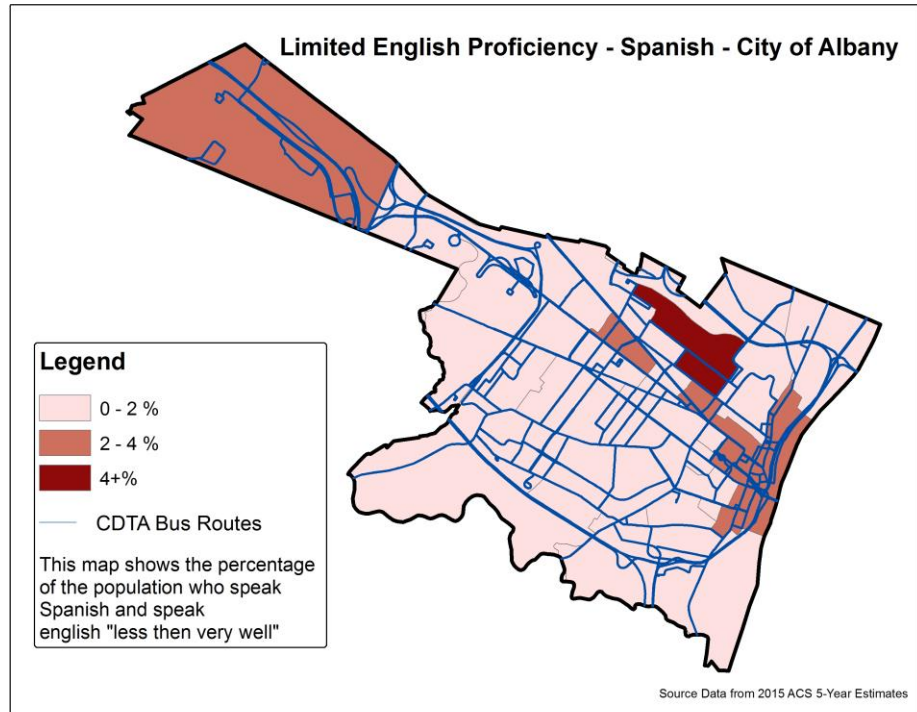 Limited English Proficiency - Spanish - City of Albany
Legend
0 - 2 %
2 - 4 %
4+%
CDTA Bus Routes
This map shows the percentage
of the population who speak
Spanish and speak
english "less then very well"
Source Data from 2015 ACS 5-Year Estimates